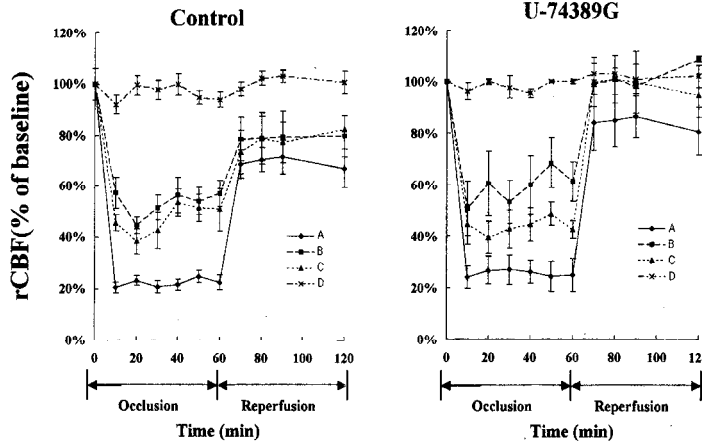 Control
U-74389G
rCBF(% of baseline)
120%
100%
80%
60%
40%
20%
0%
0 20 40 60 80 100 120
A
B
C
D
Occlusion
Reperfusion
Time (min)
120%
100%
80%
60%
40%
20%
0%
0 20 40 60 80 100 120
A
B
C
D
Occlusion
Reperfusion
Time (min)